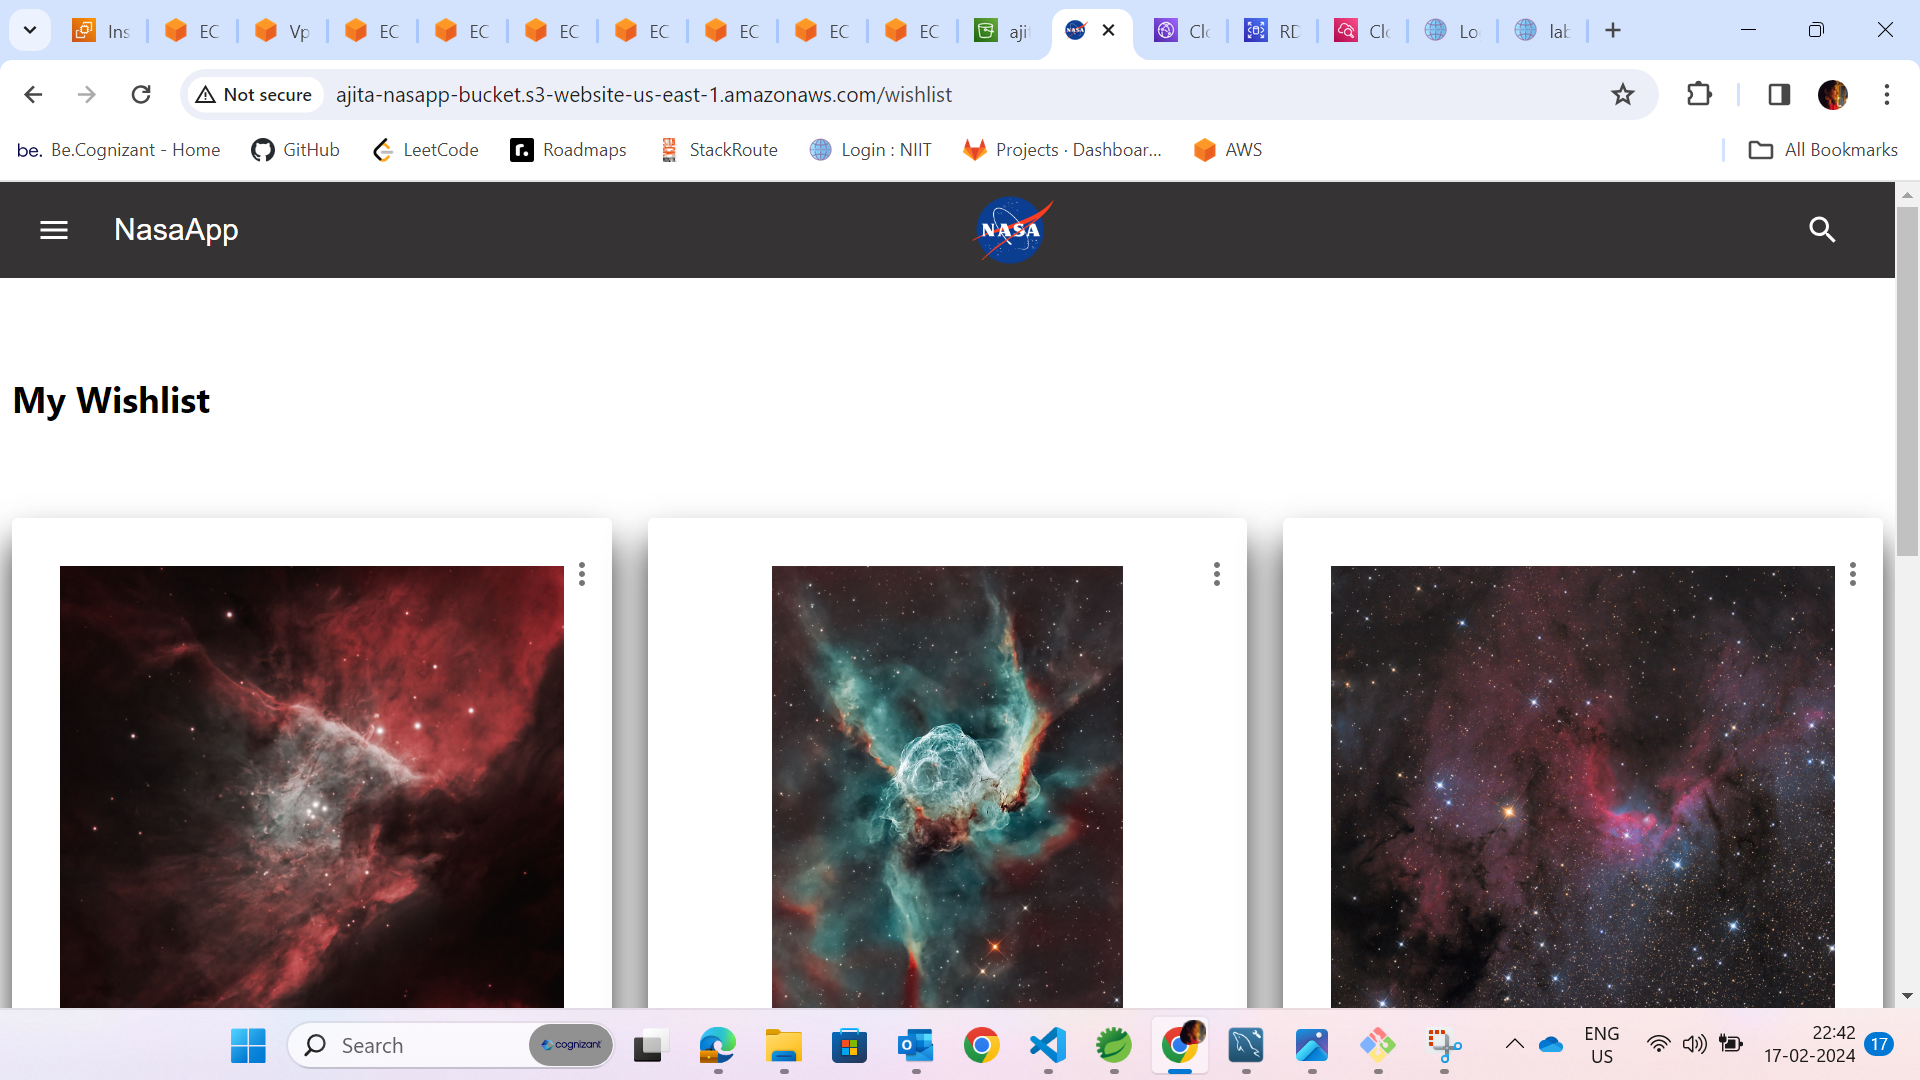 Ins
EC
Vp
EC
EC
EC
EC
EC
EC
EC
aji
Clo
RD
Clo
Lo
lab
Not secure
ajita-nasapp-bucket.s3-website-us-east-1.amazonaws.com/wishlist
be. Be.Cognizant - Home
GitHub
LeetCode
r. Roadmaps
StackRoute
Login : NIIT
Projects · Dashboar...
AWS
All Bookmarks
NasaApp
NASA
My Wishlist
Search
cognizant
ENG
US
22:42
17-02-2024
17